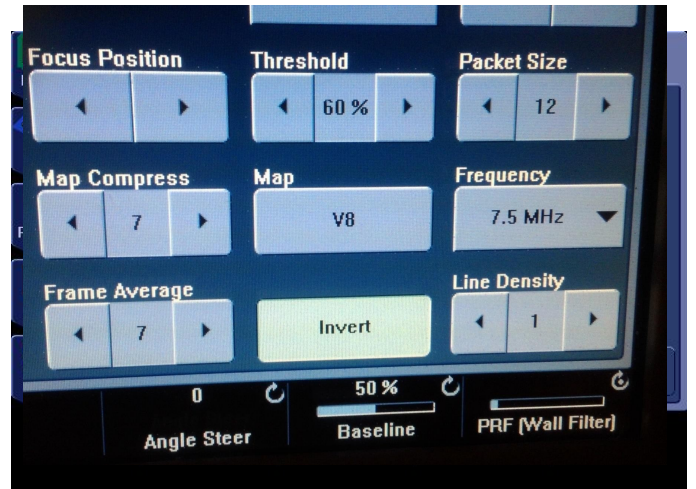 Focus Position
Threshold
Packet Size
60 %
12
Map Compress
Map
Frequency
7
V8
7.5 MHz
Frame Average
Line Density
7
Invert
1
0
50 %
Angle Steer
Baseline
PRF (Wall Filter)